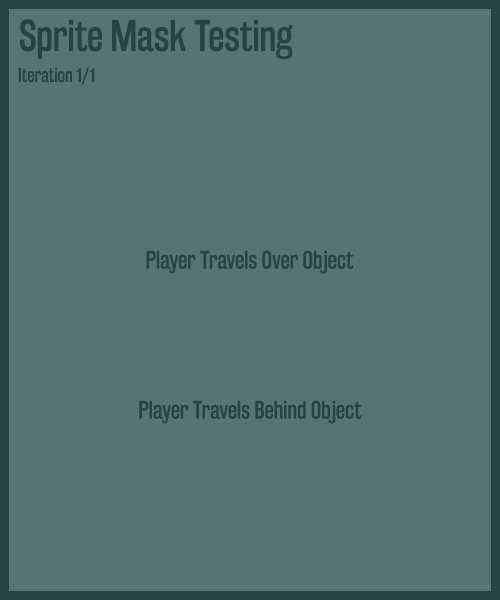 Sprite Mask Testing
Iteration 1/1
Player Travels Over Object
Player Travels Behind Object